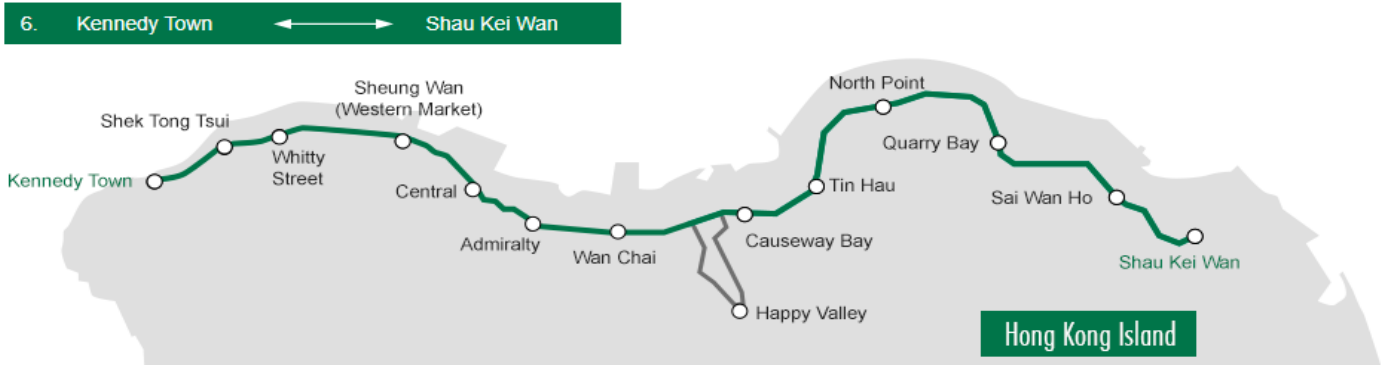 6. Kennedy Town Shau Kei Wan
Sheung Wan
(Western Market)
North Point
Shek Tong Tsui
Whitty
Street
Quarry Bay
Kennedy Town
Central
Tin Hau
Sai Wan Ho
Admiralty
Wan Chai
Causeway Bay
Shau Kei Wan
Happy Valley
Hong Kong Island